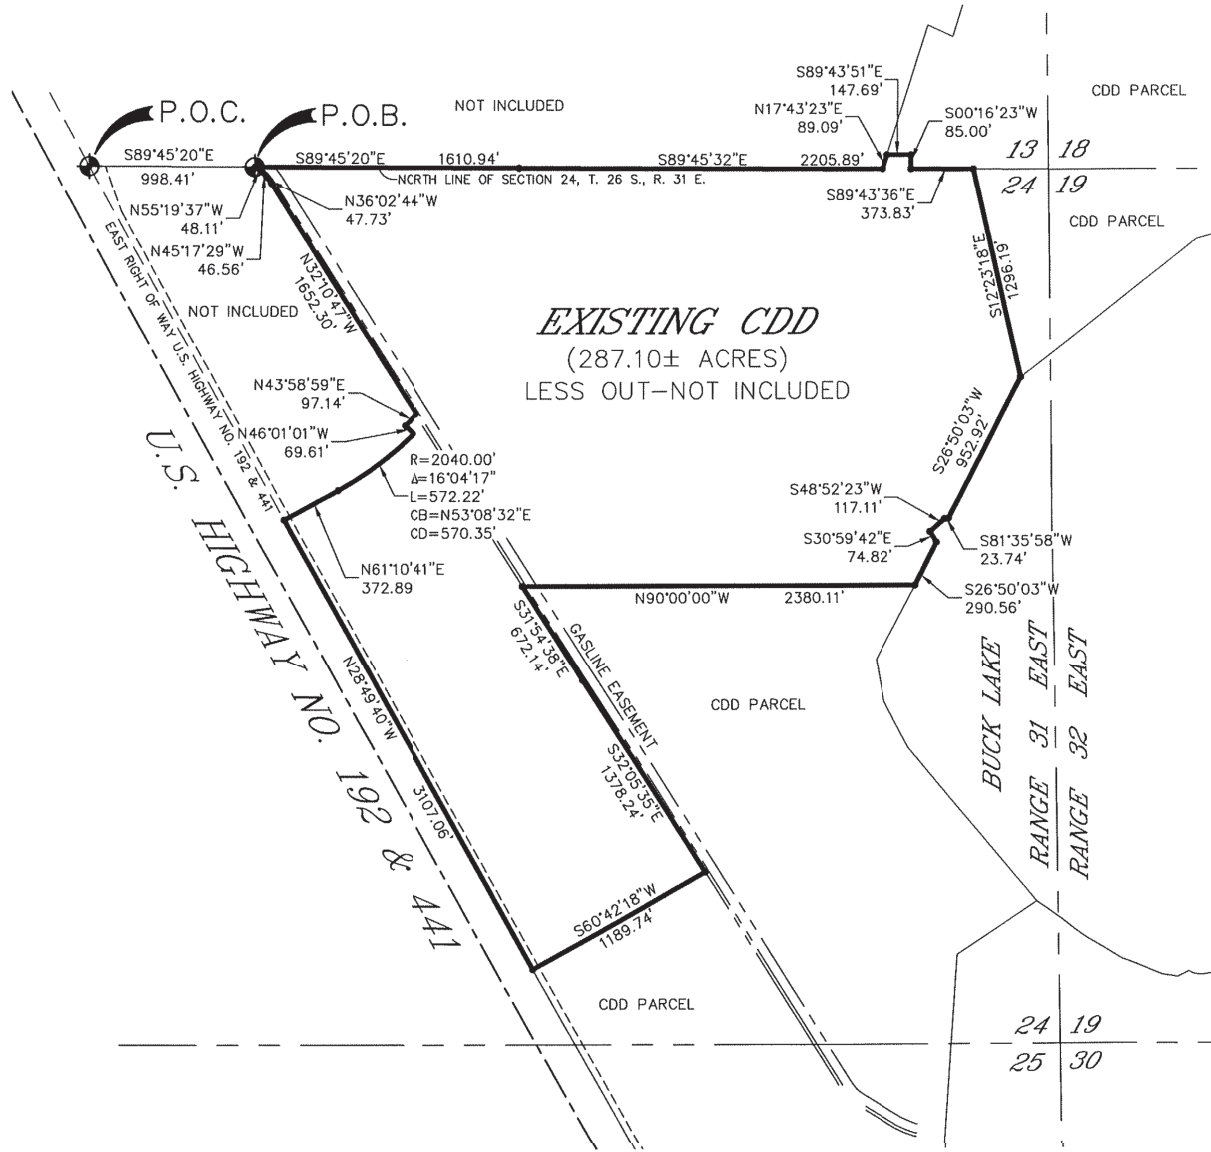 P.O.C.
P.O.B.
NOT INCLUDED
S89°43'51"E
147.69'
N17°43'23"E
89.09'
S00°16'23"W
85.00'
CDD PARCEL
13 18
24 19
S89°45'20"E
998.41'
S89°45'20"E 1610.94'
S89°45'32"E 2205.89'
NORTH LINE OF SECTION 24, T. 26 S., R. 31 E.
S89°43'36"E
373.83'
CDD PARCEL
N55°19'37"W
48.11'
N36°02'44"W
47.73'
N45°17'29"W
46.56'
EAST RIGHT OF WAY U.S. HIGHWAY NO. 192 & 441
NOT INCLUDED
N32°10'47"W
1652.30'
S12°23'18"E
1296.19'
EXISTING CDD
(287.10± ACRES)
LESS OUT-NOT INCLUDED
N43°58'59"E
97.14'
N46°01'01"W
69.61'
R=2040.00'
Δ=16°04'17"
L=572.22'
CB=N53°08'32"E
CD=570.35'
S26°50'03"W
952.92'
S48°52'23"W
117.11'
S30°59'42"E
74.82'
S81°35'58"W
23.74'
S26°50'03"W
290.56'
N61°10'41"E
372.89
N90°00'00"W 2380.11'
S31°54'38"E
672.14'
GASLINE EASEMENT
N28°49'40"W
3107.06'
CDD PARCEL
S32°05'35"E
1378.24'
BUCK LAKE
RANGE 31 EAST
RANGE 32 EAST
U.S. HIGHWAY NO. 192 & 441
S60°42'18"W
1189.74'
CDD PARCEL
24 19
25 30